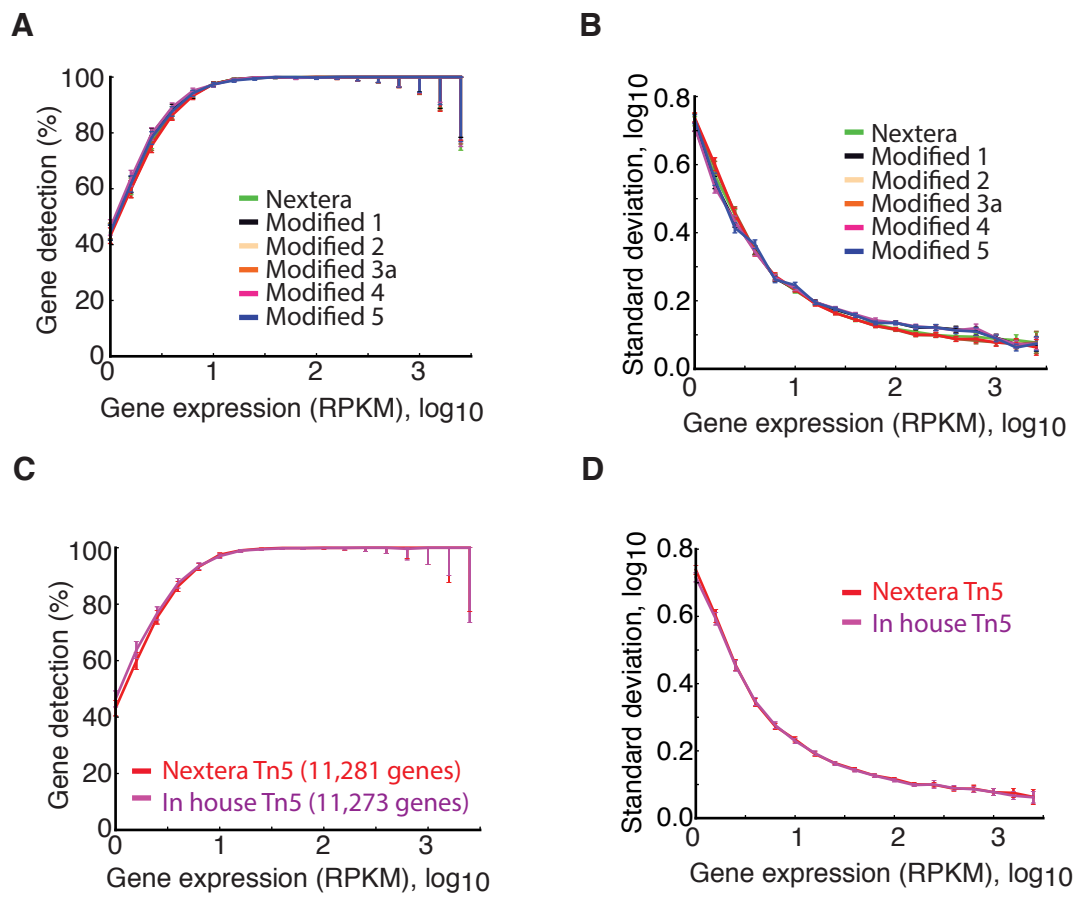 A
100
80
60
40
20
0
Gene detection (%)
Nextera
Modified 1
Modified 2
Modified 3a
Modified 4
Modified 5
0 1 2 3
Gene expression (RPKM), log10
B
0.8
0.6
0.4
0.2
0.0
Standard deviation, log10
Nextera
Modified 1
Modified 2
Modified 3a
Modified 4
Modified 5
0 1 2 3
Gene expression (RPKM), log10
C
100
80
60
40
20
0
Gene detection (%)
Nextera Tn5 (11,281 genes)
In house Tn5 (11,273 genes)
0 1 2 3
Gene expression (RPKM), log10
D
0.8
0.6
0.4
0.2
0.0
Standard deviation, log10
Nextera Tn5
In house Tn5
0 1 2 3
Gene expression (RPKM), log10